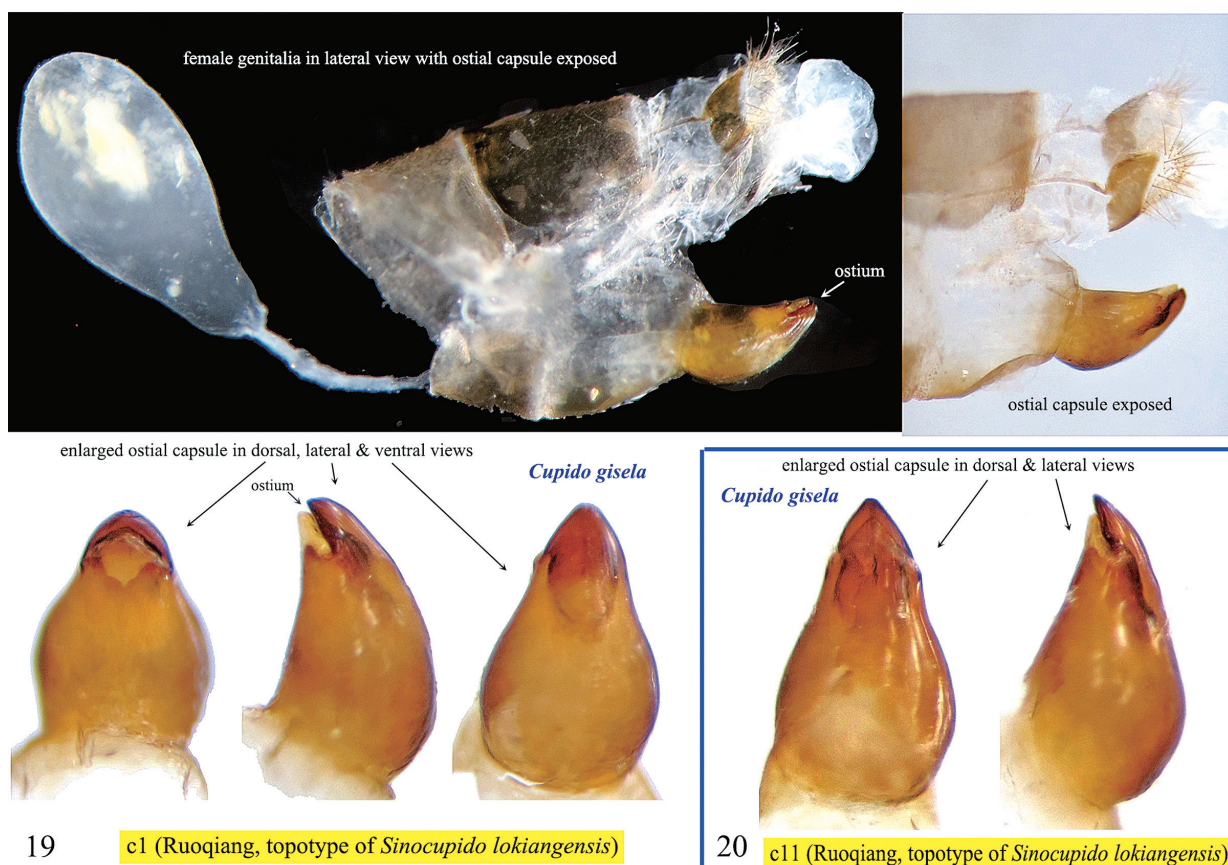 female genitalia in lateral view with ostial capsule exposed
ostium
ostial capsule exposed
enlarged ostial capsule in dorsal, lateral & ventral views
ostium
Cupido gisela
enlarged ostial capsule in dorsal & lateral views
Cupido gisela
19
c1 (Ruoqiang, topotype of Sinocupido lokiangensis)
20
c11 (Ruoqiang, topotype of Sinocupido lokiangensis)